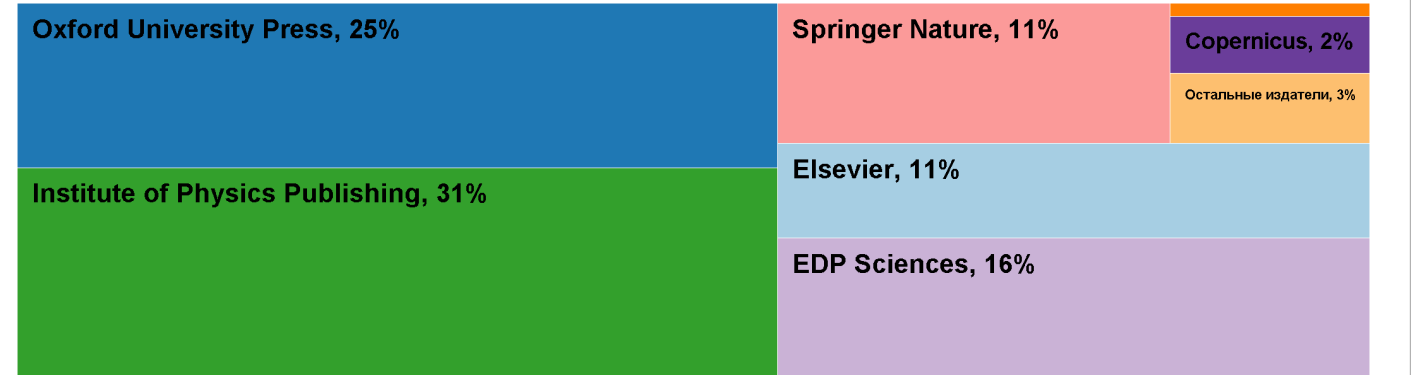 Oxford University Press, 25%
Springer Nature, 11%
Copernicus, 2%
Остальные издатели, 3%
Elsevier, 11%
Institute of Physics Publishing, 31%
EDP Sciences, 16%